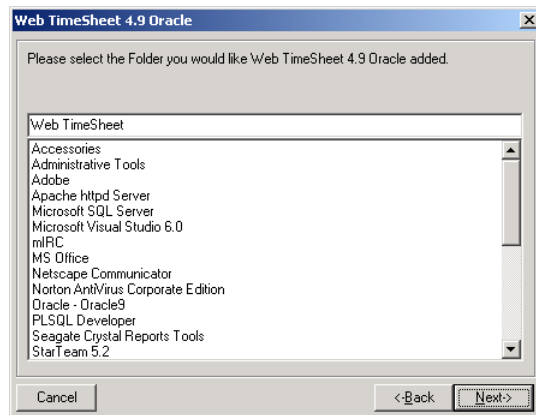 Web TimeSheet 4.9 Oracle
Please select the Folder you would like Web TimeSheet 4.9 Oracle added.
Web TimeSheet
Accessories
Administrative Tools
Adobe
Apache httpd Server
Microsoft SQL Server
Microsoft Visual Studio 6.0
mIRC
MS Office
Netscape Communicator
Norton AntiVirus Corporate Edition
Oracle - Oracle9
PLSQL Developer
Seagate Crystal Reports Tools
StarTeam 5.2
Cancel <-Back Next->